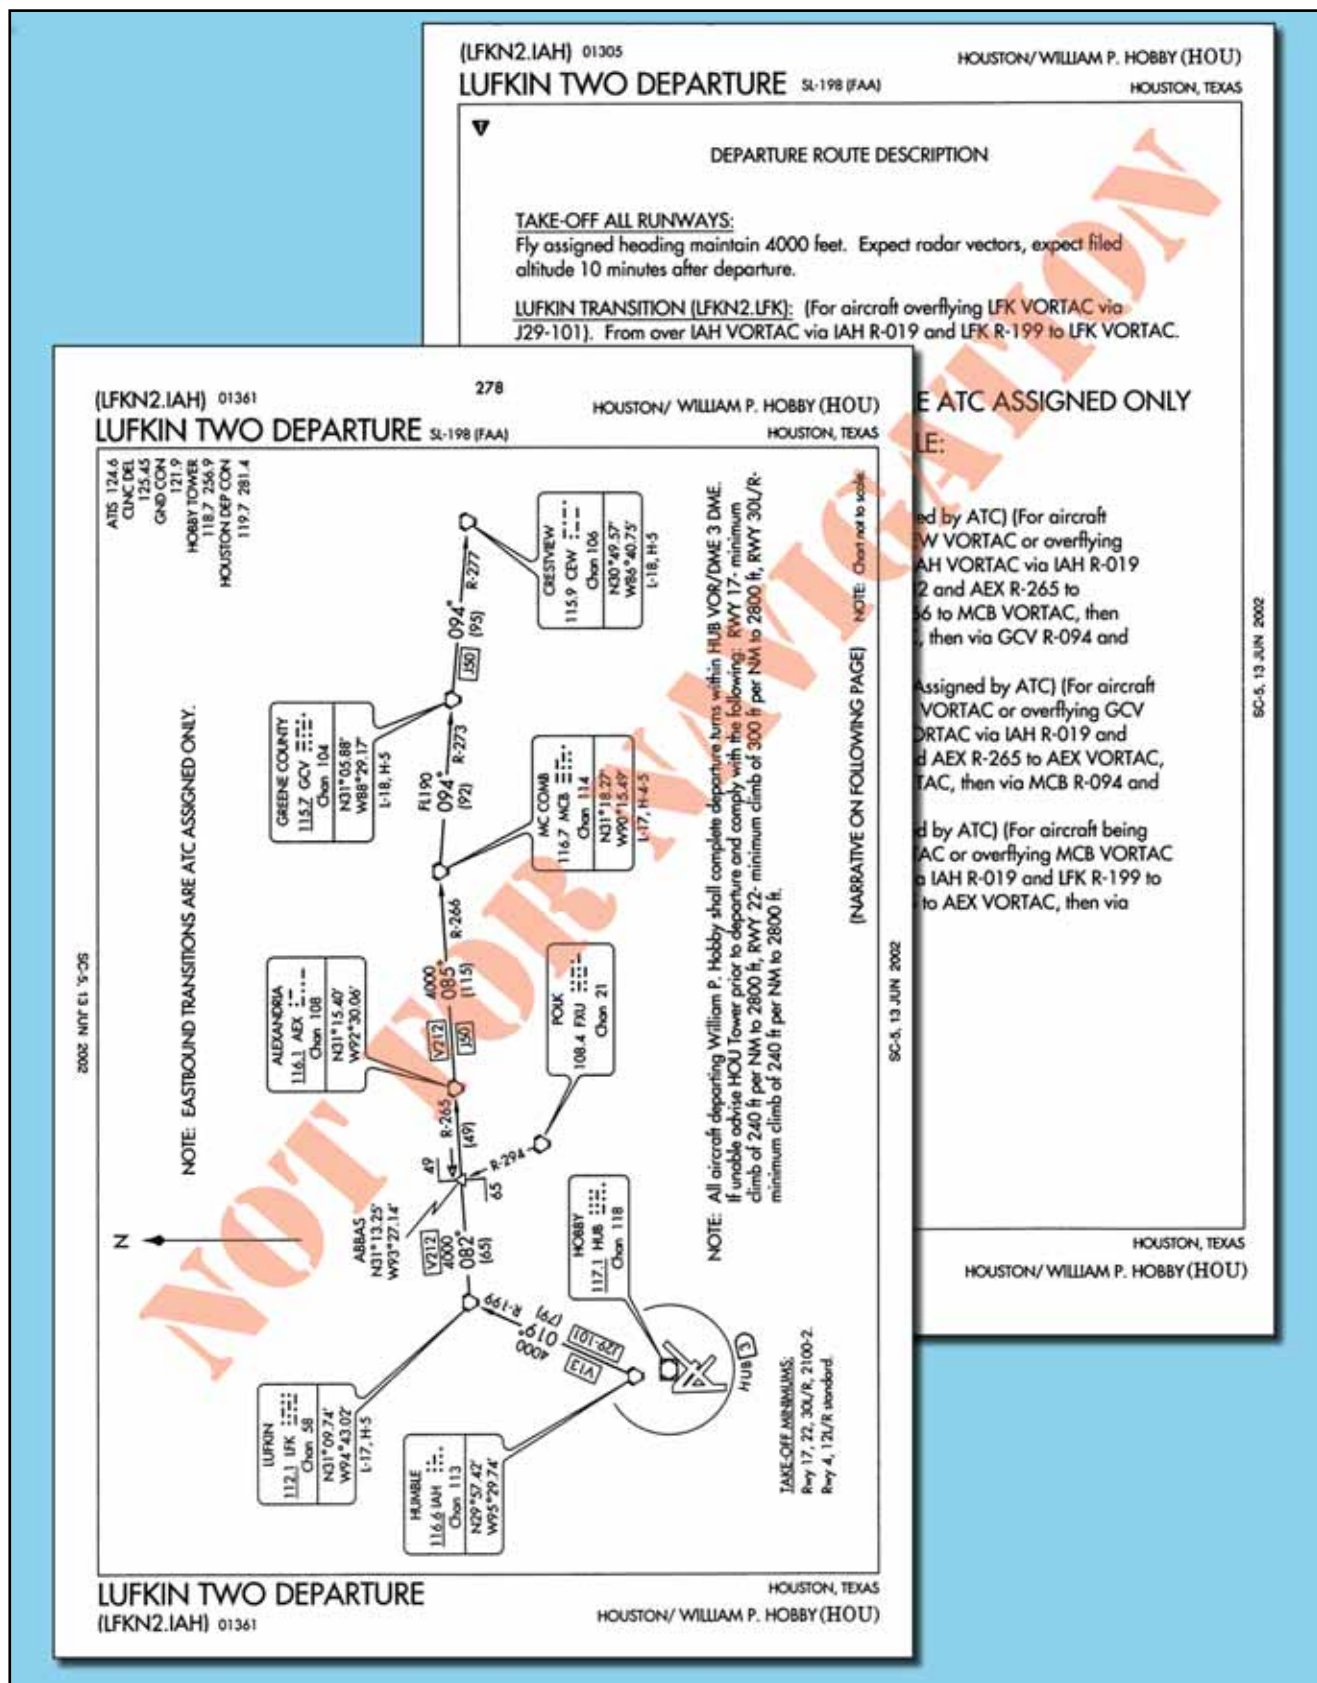 (LFKN2.IAH) 01305
HOUSTON/ WILLIAM P. HOBBY (HOU)
LUFKIN TWO DEPARTURE SL-198 (FAA)
HOUSTON, TEXAS
T
DEPARTURE ROUTE DESCRIPTION
TAKE-OFF ALL RUNWAYS:
Fly assigned heading maintain 4000 feet. Expect radar vectors, expect filed
altitude 10 minutes after departure.
LUFKIN TRANSITION (LFKN2.LFK): (For aircraft overflying LFK VORTAC via
J29-101). From over IAH VORTAC via IAH R-019 and LFK R-199 to LFK VORTAC.
E ATC ASSIGNED ONLY
LE:
ed by ATC) (For aircraft
W VORTAC or overflying
AH VORTAC via IAH R-019
2 and AEX R-265 to
66 to MCB VORTAC, then
, then via GCV R-094 and
Assigned by ATC) (For aircraft
VORTAC or overflying GCV
ORTAC via IAH R-019 and
d AEX R-265 to AEX VORTAC,
TAC, then via MCB R-094 and
d by ATC) (For aircraft being
TAC or overflying MCB VORTAC
a IAH R-019 and LFK R-199 to
to AEX VORTAC, then via
SC-5, 13 JUN 2002
HOUSTON, TEXAS
HOUSTON/ WILLIAM P. HOBBY (HOU)
278
(LFKN2.IAH) 01361
HOUSTON/ WILLIAM P. HOBBY (HOU)
LUFKIN TWO DEPARTURE SL-198 (FAA)
HOUSTON, TEXAS
ATIS 124.6
CLNC DEL
125.45
GND CON
121.9
HOBBY TOWER
118.7 256.9
HOUSTON DEP CON
119.7 281.4
NOTE: EASTBOUND TRANSITIONS ARE ATC ASSIGNED ONLY.
N
LUFKIN
112.1 LFK
Chan 58
N31°09.74'
W94°43.02'
L-17, H-5
HUMBLE
116.6 IAH
Chan 113
N29°57.42'
W95°29.74'
HOBBY
117.1 HUB
Chan 118
HUB 3
V13
J29-101
4000
019°
(79)
R-199
V212
4000
082°
(65)
ABBAS
N31°13.25'
W93°27.14'
49
65
R-294
POLK
108.4 FXU
Chan 21
R-265
(49)
ALEXANDRIA
116.1 AEX
Chan 108
N31°15.40'
W92°30.06'
V212
J50
4000
085°
(115)
R-266
MC COMB
116.7 MCB
Chan 114
N31°18.27'
W90°15.49'
L-17, H-4-5
FL190
094°
(92)
R-273
GREENE COUNTY
115.7 GCV
Chan 104
N31°05.88'
W88°29.17'
L-18, H-5
J50
094°
(95)
R-277
CRESTVIEW
115.9 CEW
Chan 106
N30°49.57'
W86°40.75'
L-18, H-5
TAKE-OFF MINIMUMS:
Rwy 17, 22, 30L/R, 2100-2.
Rwy 4, 12L/R standard.
NOTE: All aircraft departing William P. Hobby shall complete departure turns within HUB VOR/DME 3 DME.
If unable advise HOU Tower prior to departure and comply with the following: RWY 17- minimum
climb of 240 ft per NM to 2800 ft, RWY 22- minimum climb of 300 ft per NM to 2800 ft, RWY 30L/R-
minimum climb of 240 ft per NM to 2800 ft.
(NARRATIVE ON FOLLOWING PAGE)
NOTE: Chart not to scale
SC-5, 13 JUN 2002
SC-5, 13 JUN 2002
LUFKIN TWO DEPARTURE
(LFKN2.IAH) 01361
HOUSTON, TEXAS
HOUSTON/ WILLIAM P. HOBBY (HOU)
NOT FOR NAVIGATION